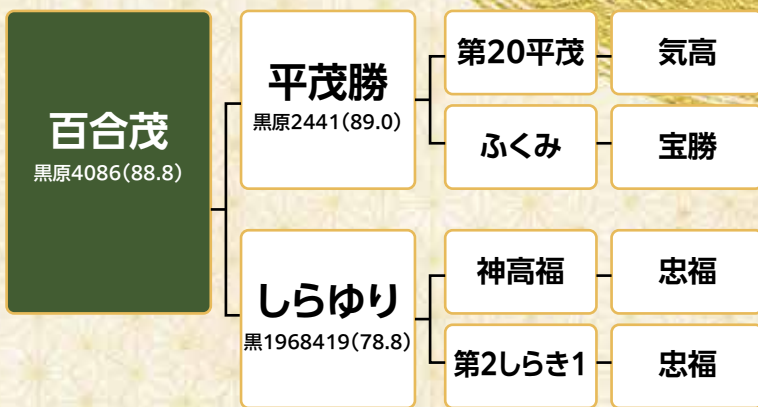 百合茂
黒原4086(88.8)
平茂勝
黒原2441(89.0)
第20平茂
気高
ふくみ
宝勝
しらゆり
黒1968419(78.8)
神高福
忠福
第2しらき1
忠福